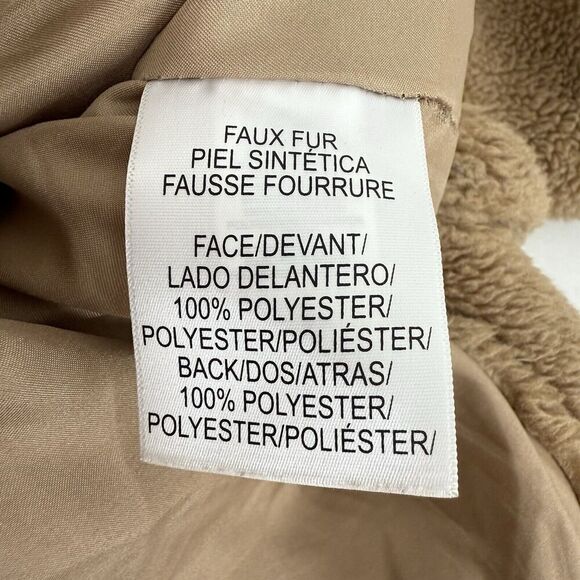 FAUX FUR
PIEL SINTÉTICA
FAUSSE FOURRURE
FACE/DEVANT/
LADO DELANTERO/
100% POLYESTER/
POLYESTER/POLIÉSTER/
BACK/DOS/ATRAS/
100% POLYESTER/
POLYESTER/POLIÉSTER/